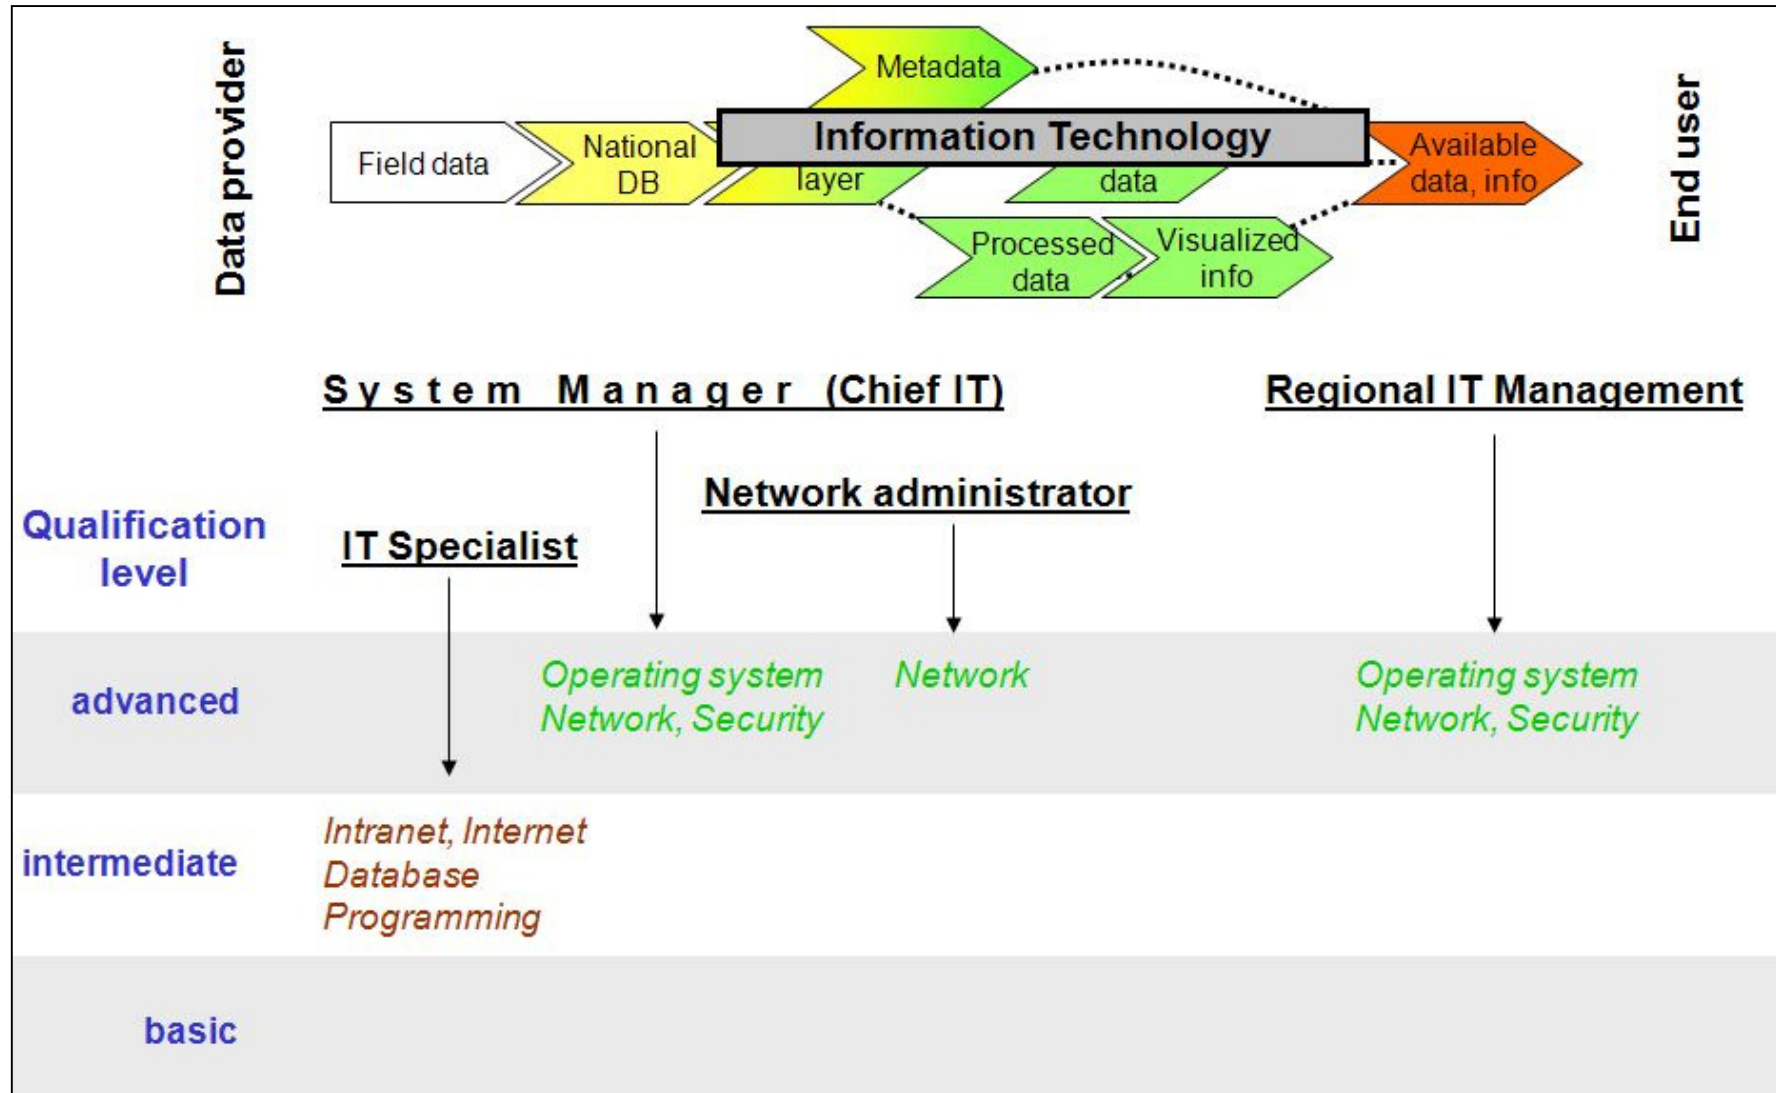 Data provider
Metadata
Information Technology
Field data
National
DB
layer
data
Available
data, info
Processed
data
Visualized
info
End user
System Manager (Chief IT)
Regional IT Management
Network administrator
Qualification
level
IT Specialist
advanced
Operating system
Network, Security
Network
Operating system
Network, Security
intermediate
Intranet, Internet
Database
Programming
basic